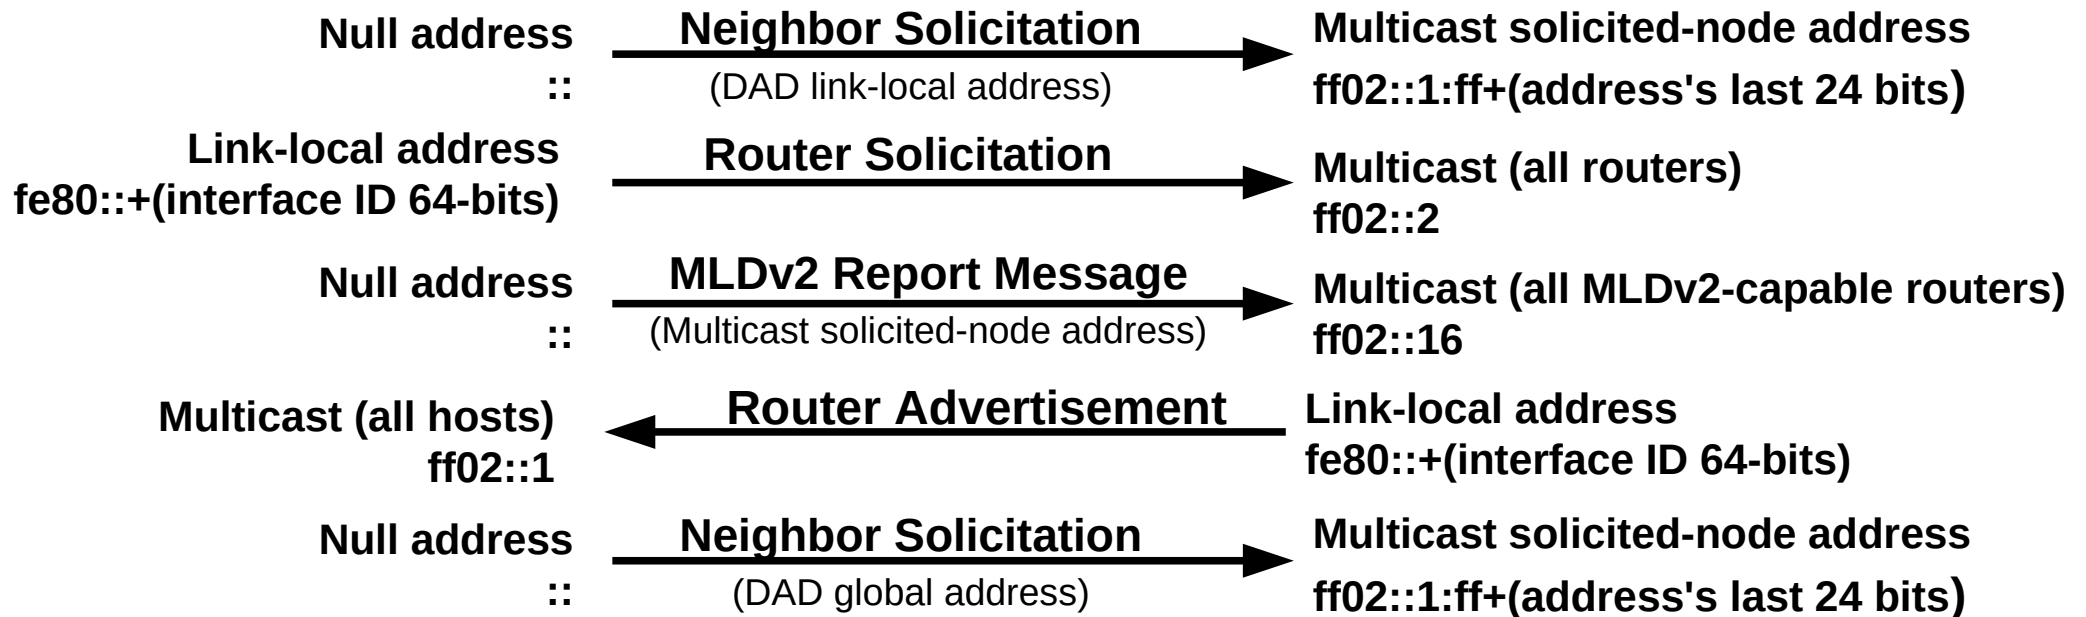 Null address
::
Neighbor Solicitation
(DAD link-local address)
Multicast solicited-node address
ff02::1:ff+(address's last 24 bits)
Link-local address
fe80::+(interface ID 64-bits)
Router Solicitation
Multicast (all routers)
ff02::2
Null address
::
MLDv2 Report Message
(Multicast solicited-node address)
Multicast (all MLDv2-capable routers)
ff02::16
Multicast (all hosts)
ff02::1
Router Advertisement
Link-local address
fe80::+(interface ID 64-bits)
Null address
::
Neighbor Solicitation
(DAD global address)
Multicast solicited-node address
ff02::1:ff+(address's last 24 bits)